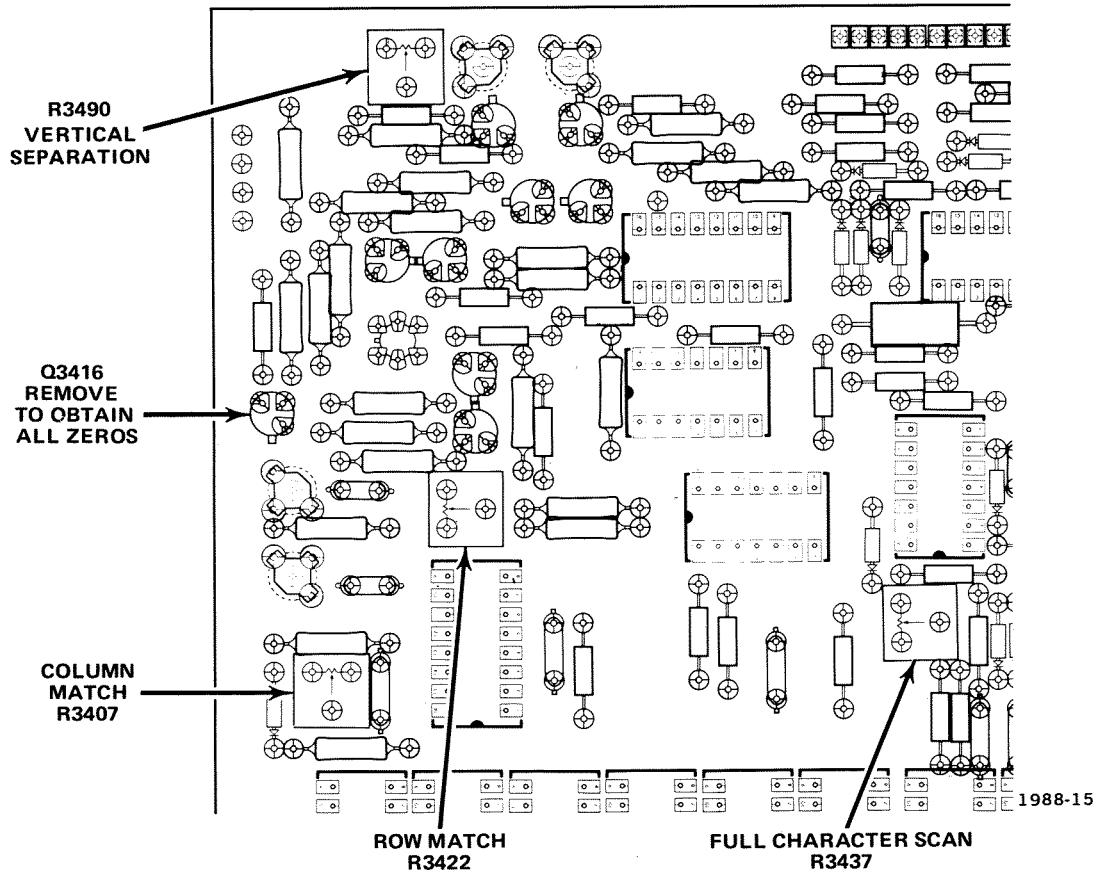 R3490
VERTICAL
SEPARATION
Q3416
REMOVE
TO OBTAIN
ALL ZEROS
COLUMN
MATCH
R3407
ROW MATCH
R3422
FULL CHARACTER SCAN
R3437
1988-15